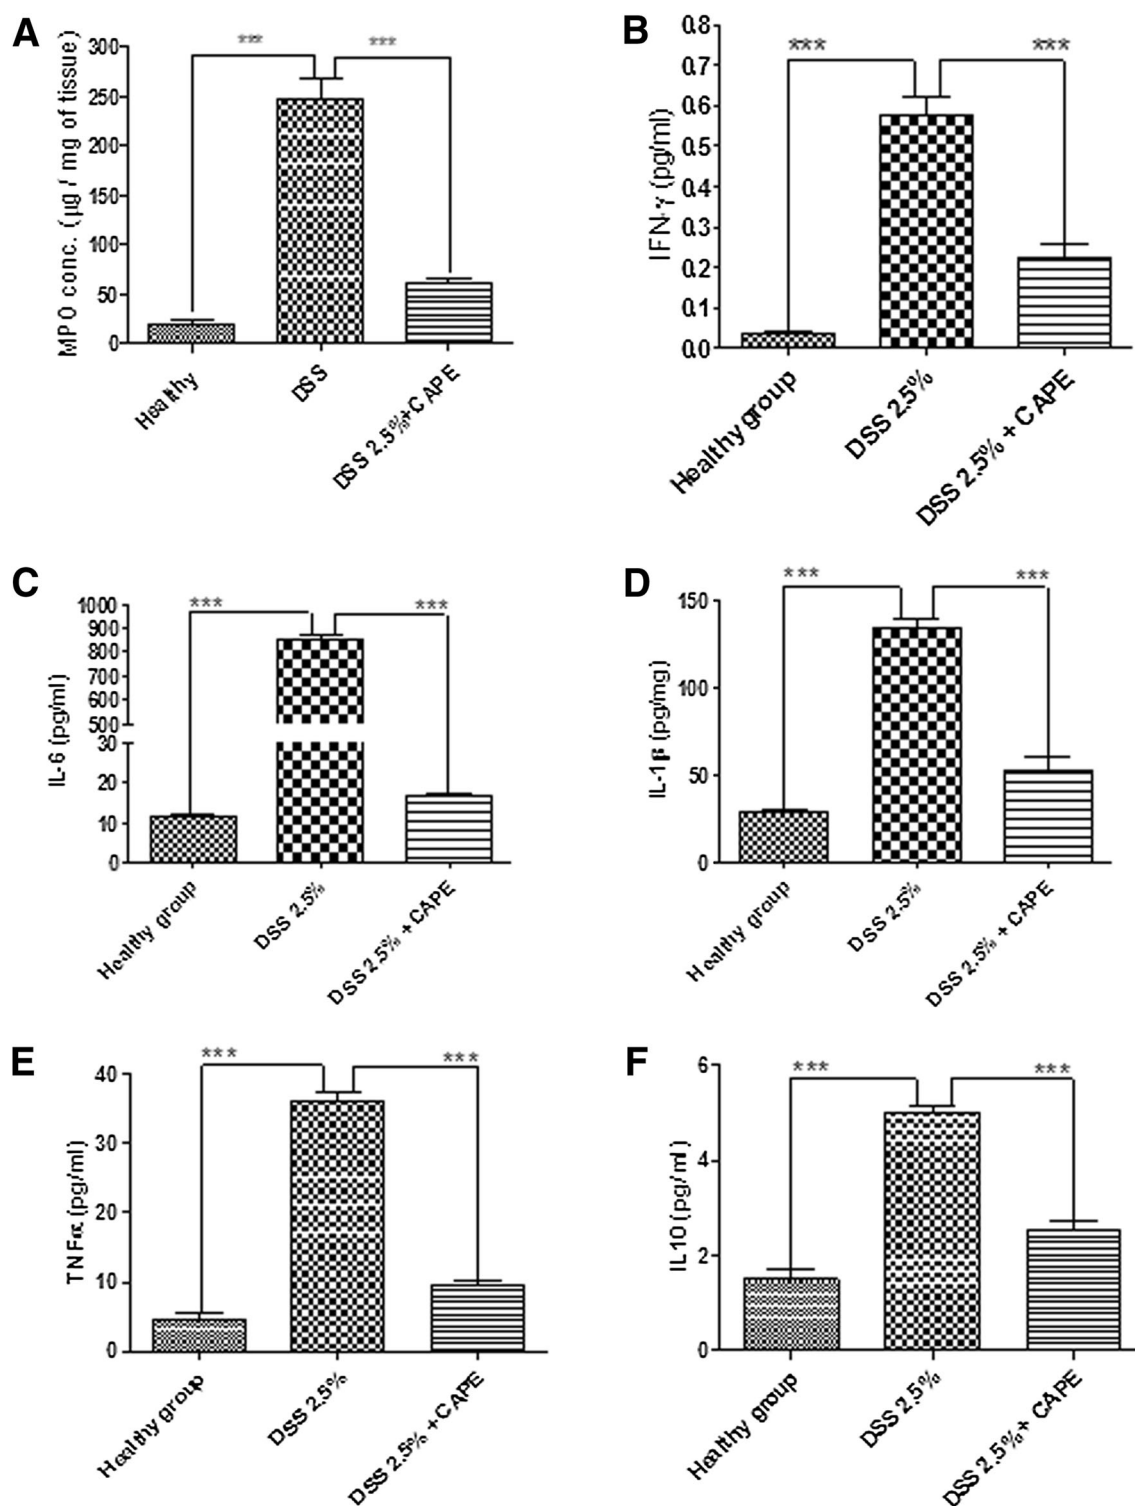 A
MPO conc. (µg / mg of tissue)
300
250
200
150
100
50
0
***
***
Healthy
DSS
DSS 2.5%+CAPE
B
IFN-γ (pg/ml)
0.8
0.7
0.6
0.5
0.4
0.3
0.2
0.1
0.0
***
***
Healthy group
DSS 2.5%
DSS 2.5% + CAPE
C
IL-6 (pg/ml)
1000
900
800
700
600
500
30
20
10
0
***
***
Healthy group
DSS 2.5%
DSS 2.5% + CAPE
D
IL-1β (pg/mg)
150
100
50
0
***
***
Healthy group
DSS 2.5%
DSS 2.5% + CAPE
E
TNFα (pg/ml)
40
30
20
10
0
***
***
Healthy group
DSS 2.5%
DSS 2.5% + CAPE
F
IL10 (pg/ml)
6
4
2
0
***
***
Healthy group
DSS 2.5%
DSS 2.5%+ CAPE